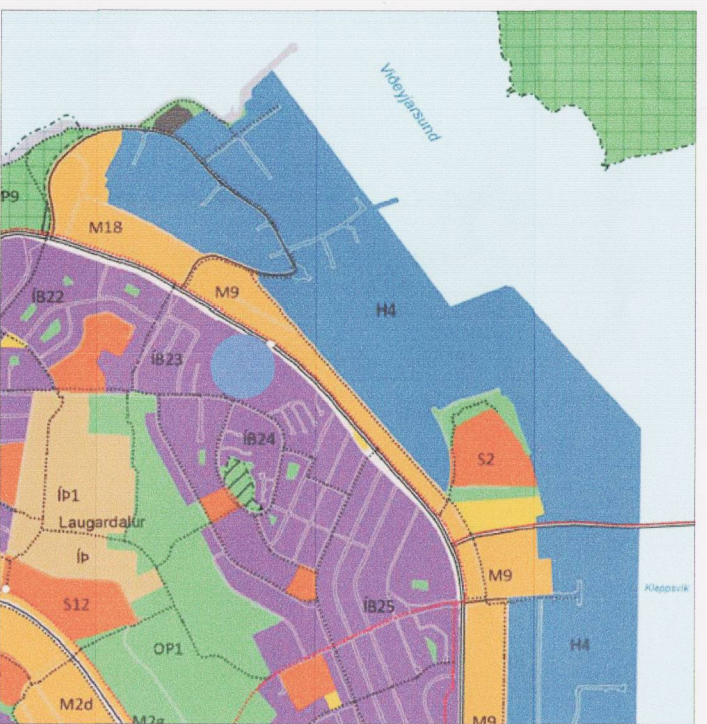 Viðeyjarsund
P9
M18
ÍB22
M9
H4
ÍB23
ÍB24
S2
ÍÞ1
Laugardalur
ÍÞ
M9
Kleppsvík
S12
ÍB25
OP1
H4
M2d
M2g
M9